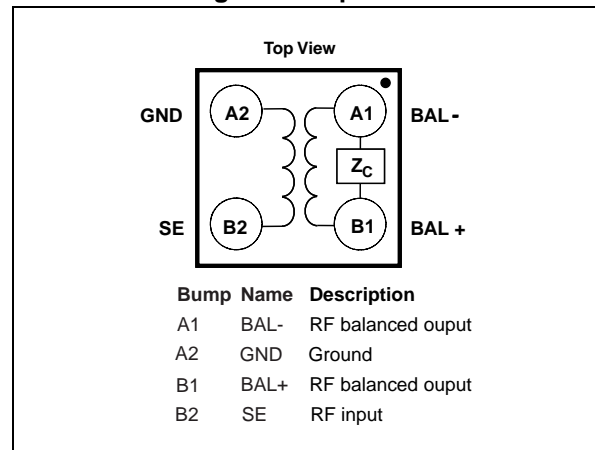 Top View
GND A2 A1 BAL-
Z_C
SE B2 B1 BAL +
Bump Name Description
A1 BAL- RF balanced ouput
A2 GND Ground
B1 BAL+ RF balanced ouput
B2 SE RF input